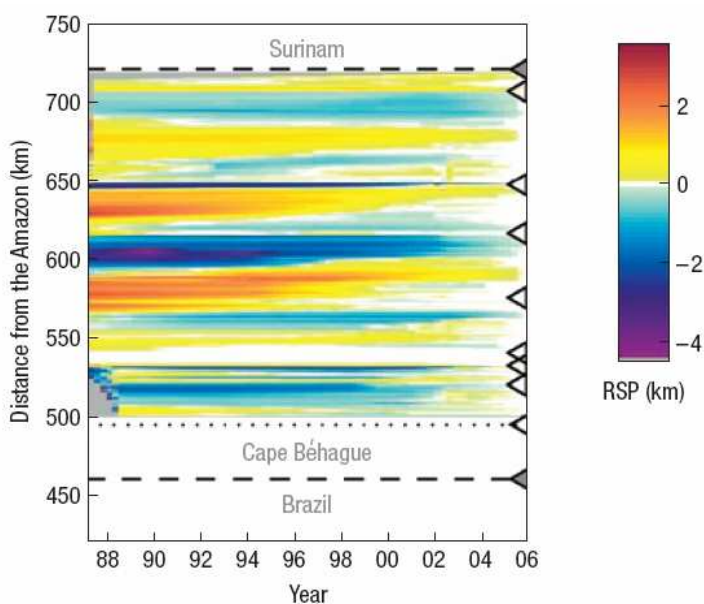 750
700
650
600
550
500
450
Distance from the Amazon (km)
Surinam
Cape Béhague
Brazil
88 90 92 94 96 98 00 02 04 06
Year
2
0
−2
−4
RSP (km)